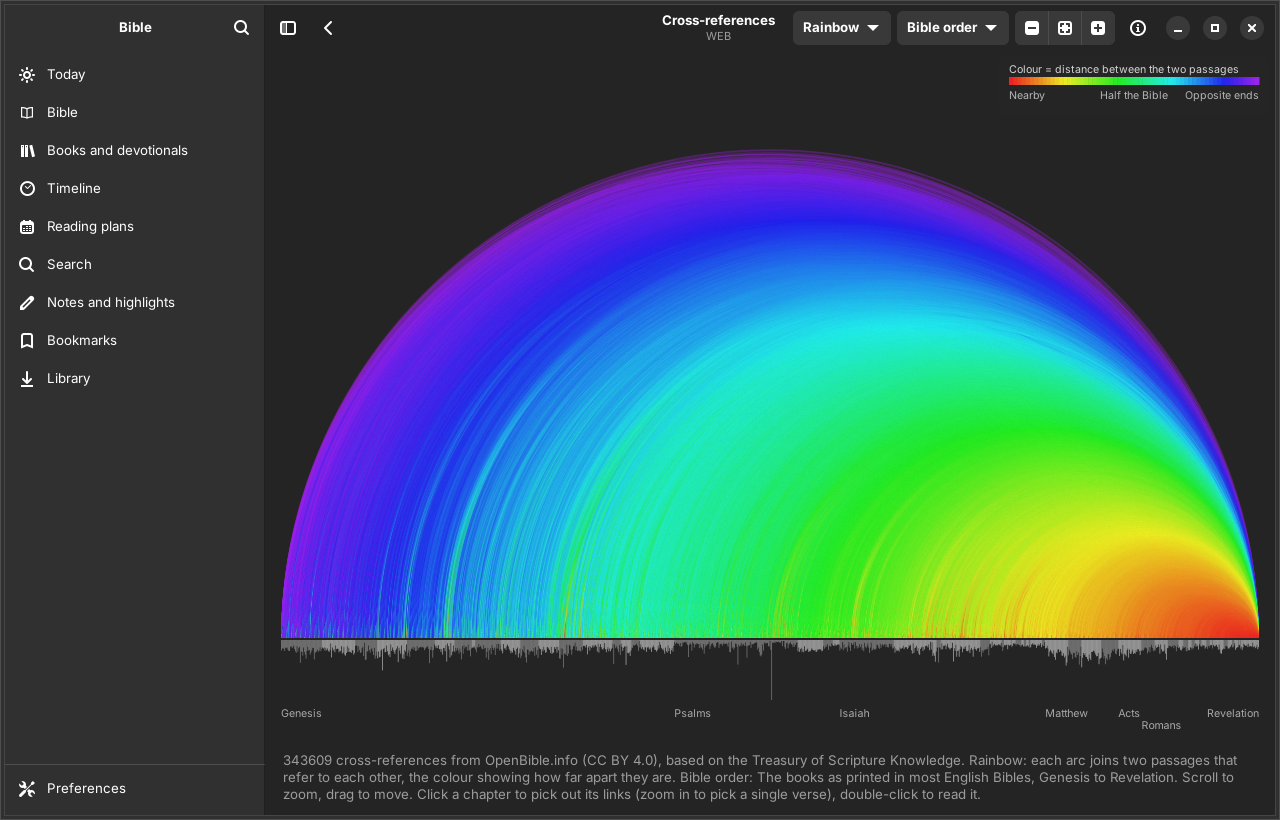 Bible
Today
Bible
Books and devotionals
Timeline
Reading plans
Search
Notes and highlights
Bookmarks
Library
Preferences
Cross-references
WEB
Rainbow
Bible order
Colour = distance between the two passages
Nearby Half the Bible Opposite ends
Genesis Psalms Isaiah Matthew Acts Revelation
Romans
343609 cross-references from OpenBible.info (CC BY 4.0), based on the Treasury of Scripture Knowledge. Rainbow: each arc joins two passages that
refer to each other, the colour showing how far apart they are. Bible order: The books as printed in most English Bibles, Genesis to Revelation. Scroll to
zoom, drag to move. Click a chapter to pick out its links (zoom in to pick a single verse), double-click to read it.